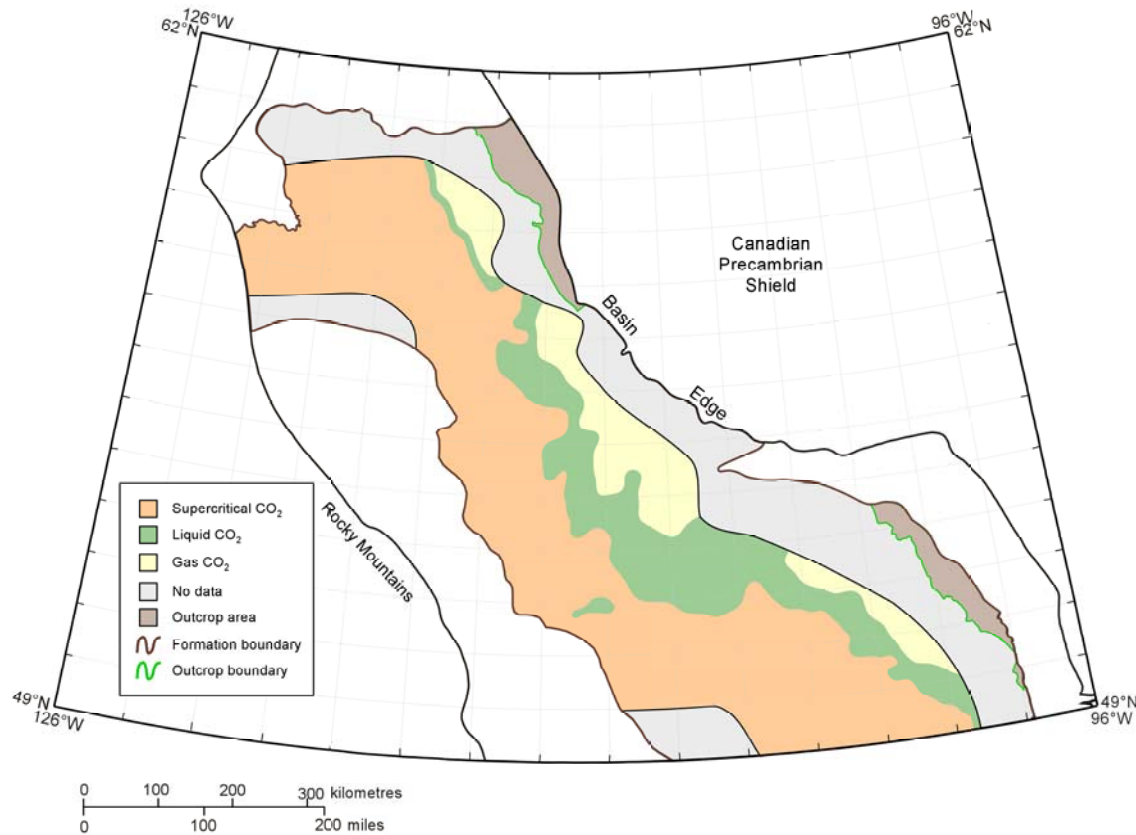 126°W
62°N
96°W
62°N
Canadian
Precambrian
Shield
Basin
Edge
Rocky Mountains
Supercritical CO₂
Liquid CO₂
Gas CO₂
No data
Outcrop area
Formation boundary
Outcrop boundary
49°N
126°W
49°N
96°W
0 100 200 300 kilometres
0 100 200 miles